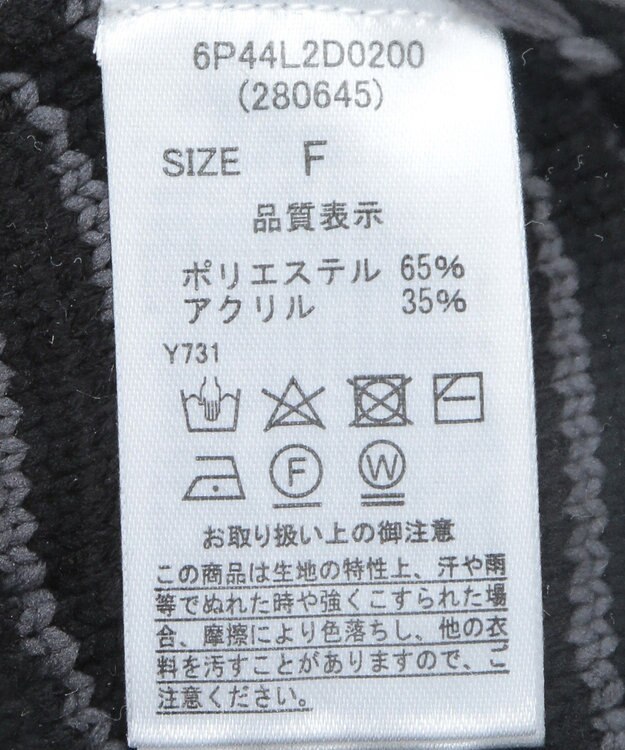 6P44L2D0200
(280645)
SIZE F
品質表示
ポリエステル 65%
アクリル 35%
Y731
F W
お取り扱い上の御注意
この商品は生地の特性上、汗や雨
等でぬれた時や強くこすられた場
合、摩擦により色落ちし、他の衣
料を汚すことがありますので、ご
注意ください。